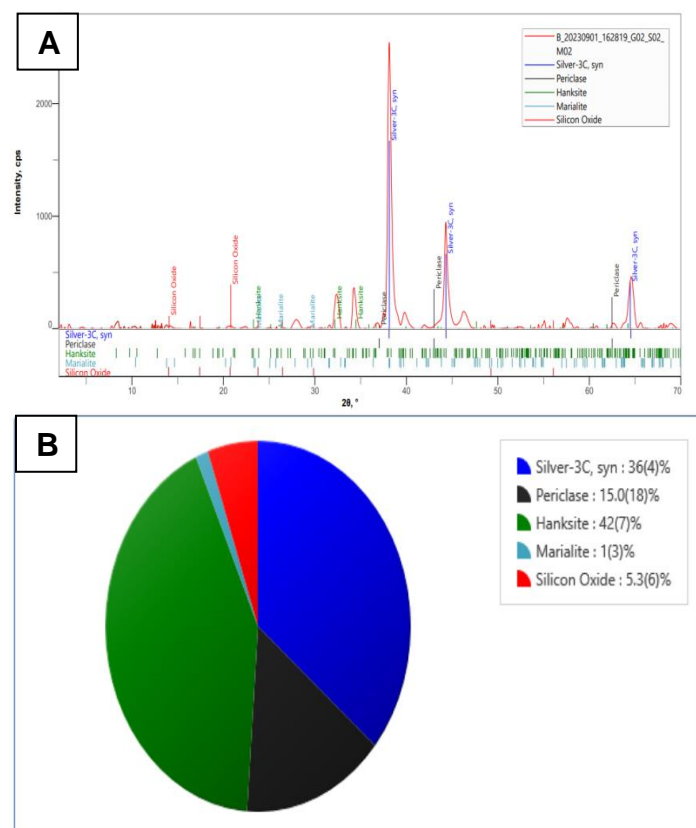 A
B_20230901_162819_G02_S02_
M02
Silver-3C, syn
Periclase
Hanksite
Marialite
Silicon Oxide
Intensity, cps
2000
1000
0
Silicon Oxide
Silicon Oxide
Hanksite
Marialite
Marialite
Hanksite
Hanksite
Periclase
Silver-3C, syn
Periclase
Silver-3C, syn
Periclase
Silver-3C, syn
Silver-3C, syn
Periclase
Hanksite
Marialite
Silicon Oxide
10 20 30 40 50 60 70
2θ, °
B
Silver-3C, syn : 36(4)%
Periclase : 15.0(18)%
Hanksite : 42(7)%
Marialite : 1(3)%
Silicon Oxide : 5.3(6)%